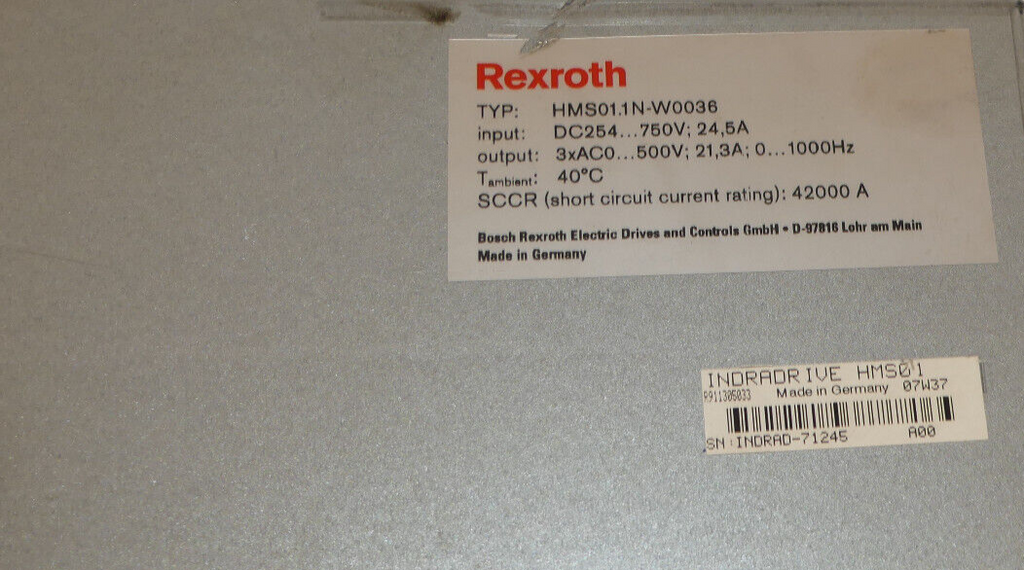 Rexroth
TYP: HMS01.1N-W0036
input: DC254...750V; 24,5A
output: 3xAC0...500V; 21,3A; 0...1000Hz
Tambient: 40°C
SCCR (short circuit current rating): 42000 A
Bosch Rexroth Electric Drives and Controls GmbH • D-97816 Lohr am Main
Made in Germany
INDRADRIVE HMS01
R911305033 Made in Germany 07W37
SN:INDRAD-71245 A00